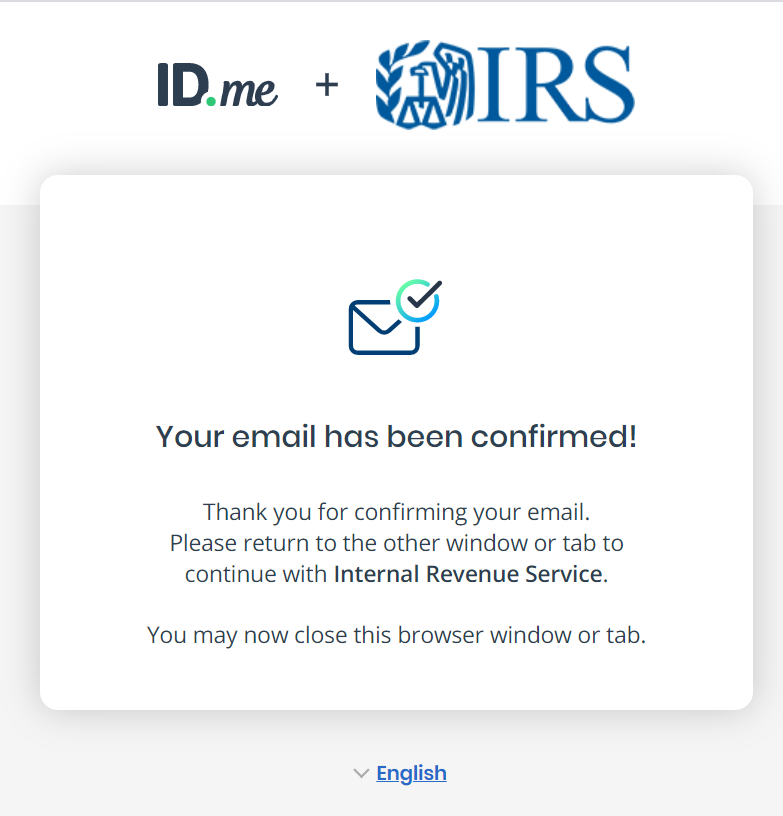 ID.me + IRS
Your email has been confirmed!
Thank you for confirming your email.
Please return to the other window or tab to
continue with Internal Revenue Service.
You may now close this browser window or tab.
English